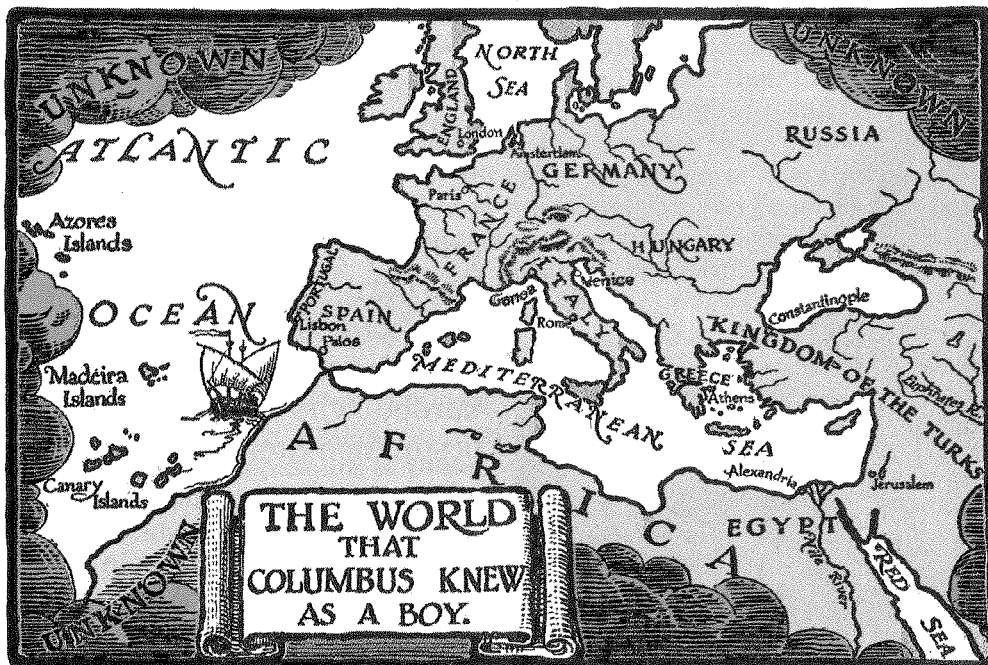 UNKNOWN
NORTH
SEA
UNKNOWN
ENGLAND
London
ATLANTIC
RUSSIA
Amsterdam
GERMANY
Paris
FRANCE
Azores
Islands
HUNGARY
PORTUGAL
Venice
Genoa
ITALY
OCEAN
SPAIN
Constantinople
Lisbon
Rome
Palos
KINGDOM OF THE TURKS
Madeira
Islands
MEDITERRANEAN
SEA
GREECE
Athens
Euphrates R.
AFRICA
Alexandria
Jerusalem
Canary
Islands
UNKNOWN
EGYPT
Nile River
RED
SEA
THE WORLD
THAT
COLUMBUS KNEW
AS A BOY.